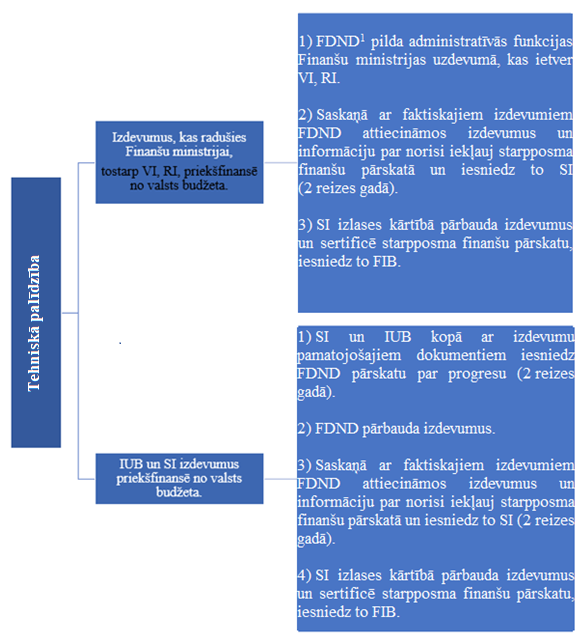 Tehniskā palīdzība
Izdevumus, kas radušies
Finanšu ministrijai,
tostarp VI, RI, priekšfinansē
no valsts budžeta.
1) FDND¹ pilda administratīvās funkcijas
Finanšu ministrijas uzdevumā, kas ietver
VI, RI.
2) Saskaņā ar faktiskajiem izdevumiem
FDND attiecināmos izdevumus un
informāciju par norisi iekļauj starpposma
finanšu pārskatā un iesniedz to SI
(2 reizes gadā).
3) SI izlases kārtībā pārbauda izdevumus
un sertificē starpposma finanšu pārskatu,
iesniedz to FIB.
IUB un SI izdevumus
priekšfinansē no valsts
budžeta.
1) SI un IUB kopā ar izdevumu
pamatojošajiem dokumentiem iesniedz
FDND pārskatu par progresu (2 reizes
gadā).
2) FDND pārbauda izdevumus.
3) Saskaņā ar faktiskajiem izdevumiem
FDND attiecināmos izdevumus un
informāciju par norisi iekļauj starpposma
finanšu pārskatā un iesniedz to SI (2 reizes
gadā).
4) SI izlases kārtībā pārbauda izdevumus
un sertificē starpposma finanšu pārskatu,
iesniedz to FIB.